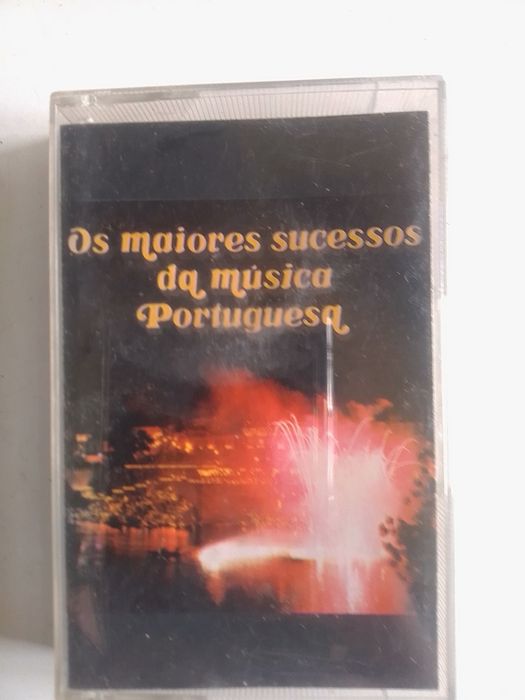 Os maiores sucessos
da música
Portuguesa